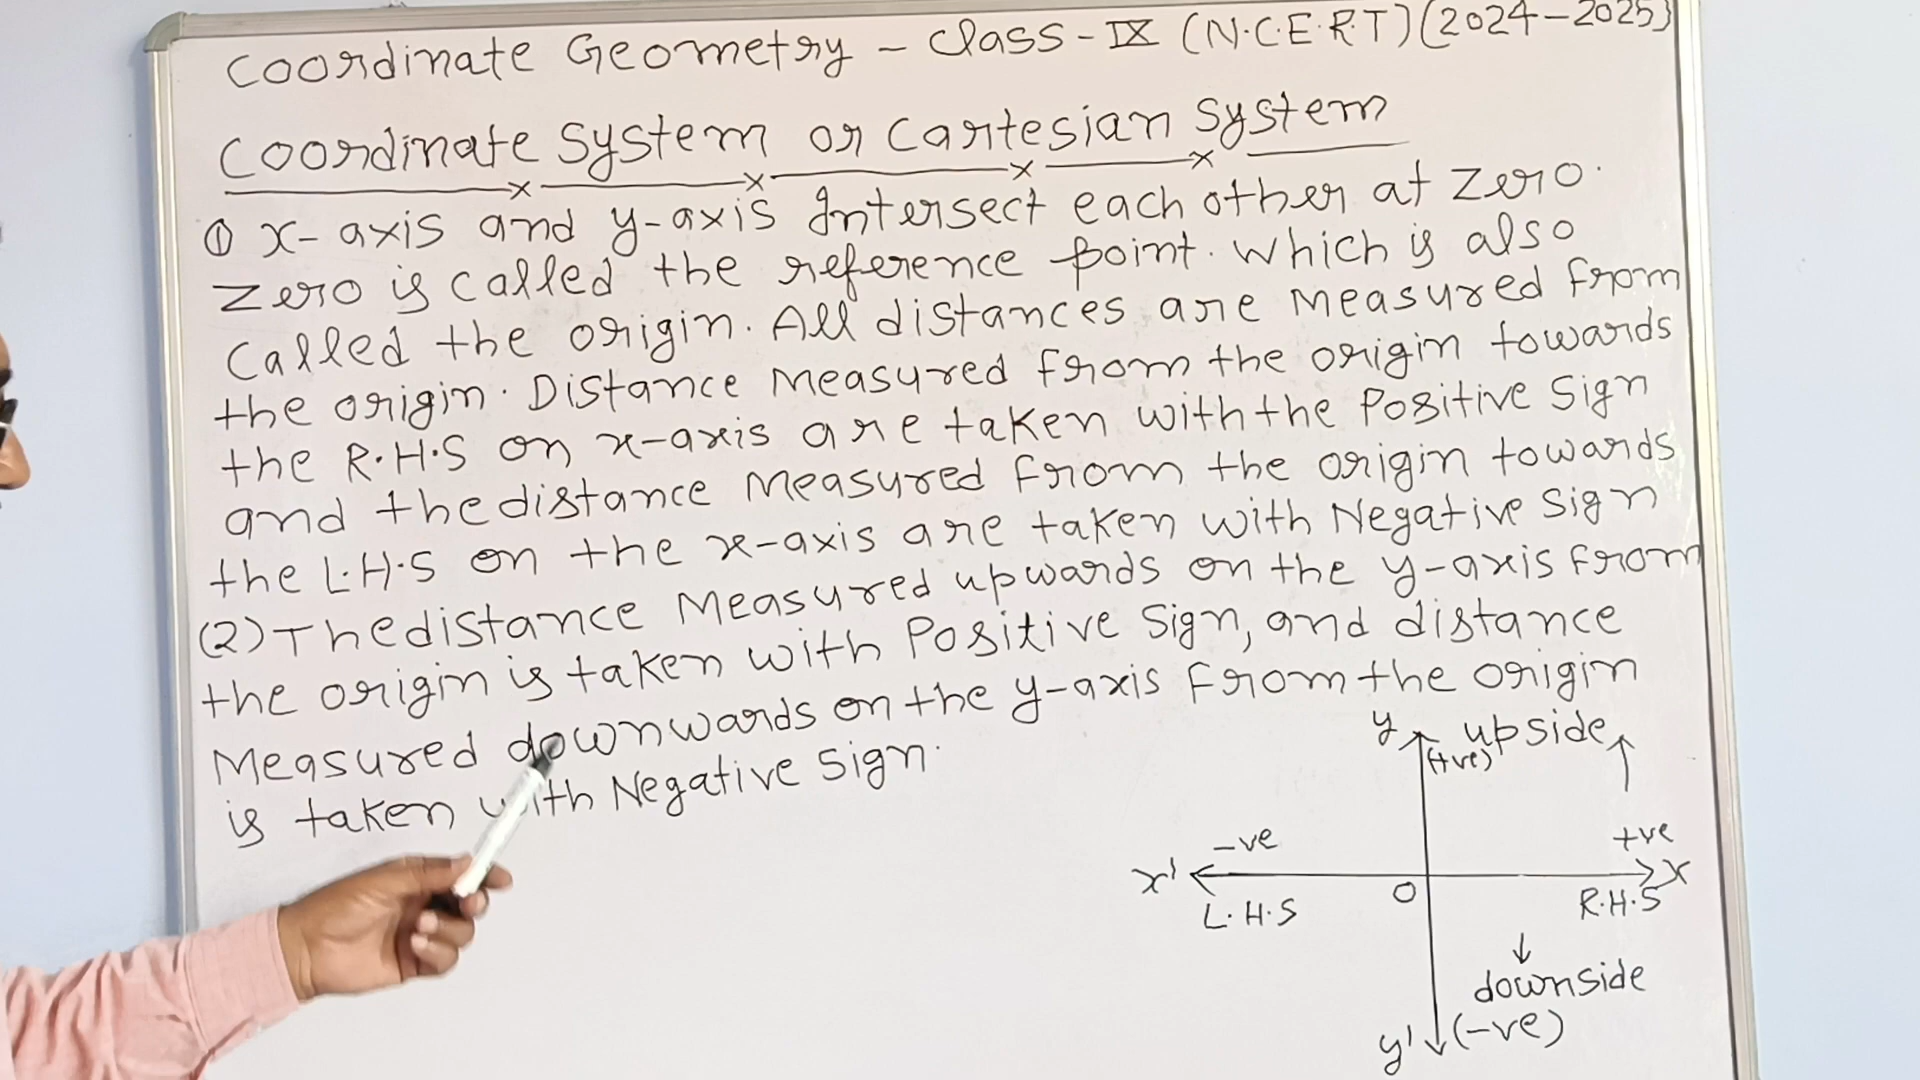 Coordinate Geometry - Class - IX (N.C.E.R.T) (2024-2025)
Coordinate System or Cartesian System
① x-axis and y-axis Intersect each other at zero.
Zero is called the reference point. Which is also
Called the origin. All distances are Measured from
the origin. Distance Measured from the origin towards
the R.H.S on x-axis are taken with the Positive Sign
and the distance Measured from the origin towards
the L.H.S on the x-axis are taken with Negative Sign
(2) The distance Measured upwards on the y-axis from
the origin is taken with Positive Sign, and distance
Measured downwards on the y-axis from the origin
is taken with Negative Sign.
y upside
(+ve)
-ve +ve
x' O x
L.H.S R.H.S
downside
y' (-ve)